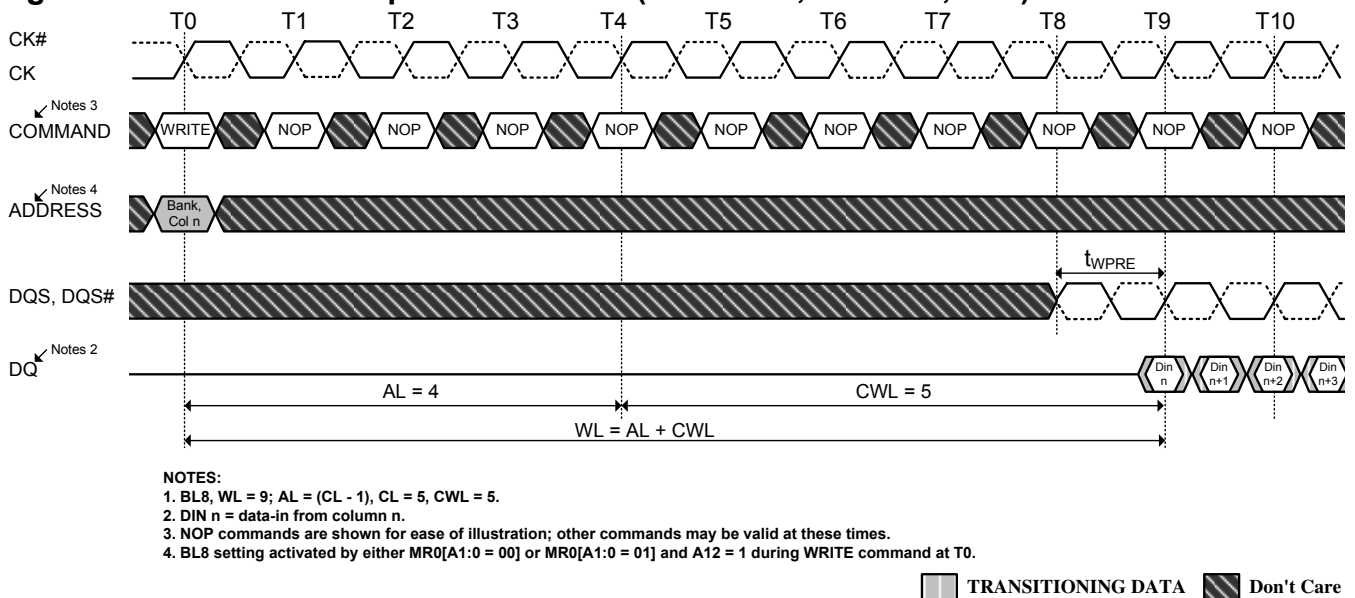 T0 T1 T2 T3 T4 T5 T6 T7 T8 T9 T10
CK#
CK
Notes 3
COMMAND
WRITE NOP NOP NOP NOP NOP NOP NOP NOP NOP NOP
Notes 4
ADDRESS
Bank,
Col n
tWPRE
DQS, DQS#
Notes 2
DQ
Din n Din n+1 Din n+2 Din n+3
AL = 4 CWL = 5
WL = AL + CWL
NOTES:
1. BL8, WL = 9; AL = (CL - 1), CL = 5, CWL = 5.
2. DIN n = data-in from column n.
3. NOP commands are shown for ease of illustration; other commands may be valid at these times.
4. BL8 setting activated by either MR0[A1:0 = 00] or MR0[A1:0 = 01] and A12 = 1 during WRITE command at T0.
TRANSITIONING DATA Don't Care